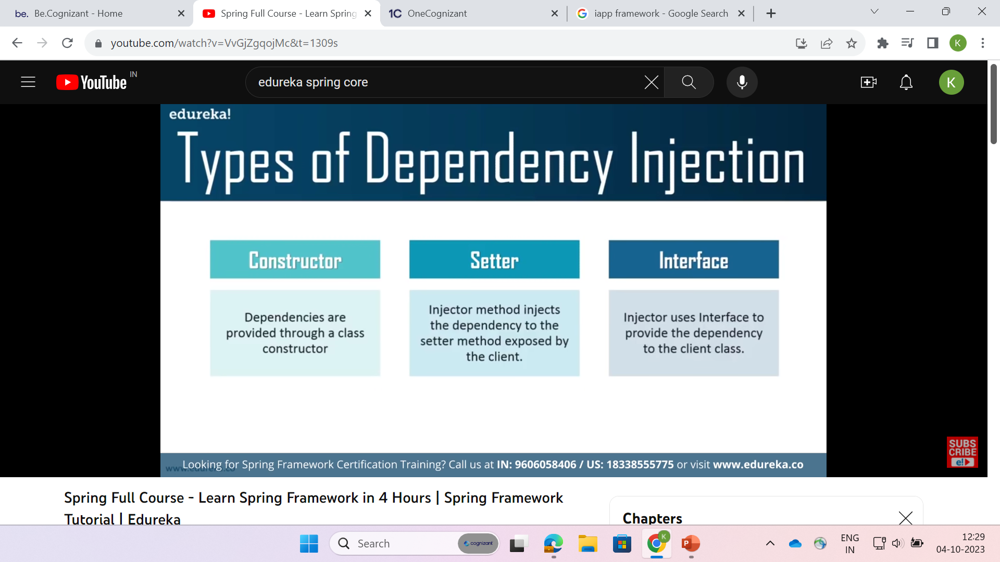 be. Be.Cognizant - Home
Spring Full Course - Learn Spring
1C OneCognizant
iapp framework - Google Search
youtube.com/watch?v=VvGjZgqojMc&t=1309s
K
YouTube IN
edureka spring core
K
edureka!
Types of Dependency Injection
Constructor
Dependencies are
provided through a class
constructor
Setter
Injector method injects
the dependency to the
setter method exposed by
the client.
Interface
Injector uses Interface to
provide the dependency
to the client class.
SUBS
CRIBE
e!
www.edureka.co
Looking for Spring Framework Certification Training? Call us at IN: 9606058406 / US: 18338555775 or visit www.edureka.co
Spring Full Course - Learn Spring Framework in 4 Hours | Spring Framework
Tutorial | Edureka
Chapters
Search
cognizant
K
P
ENG
IN
12:29
04-10-2023